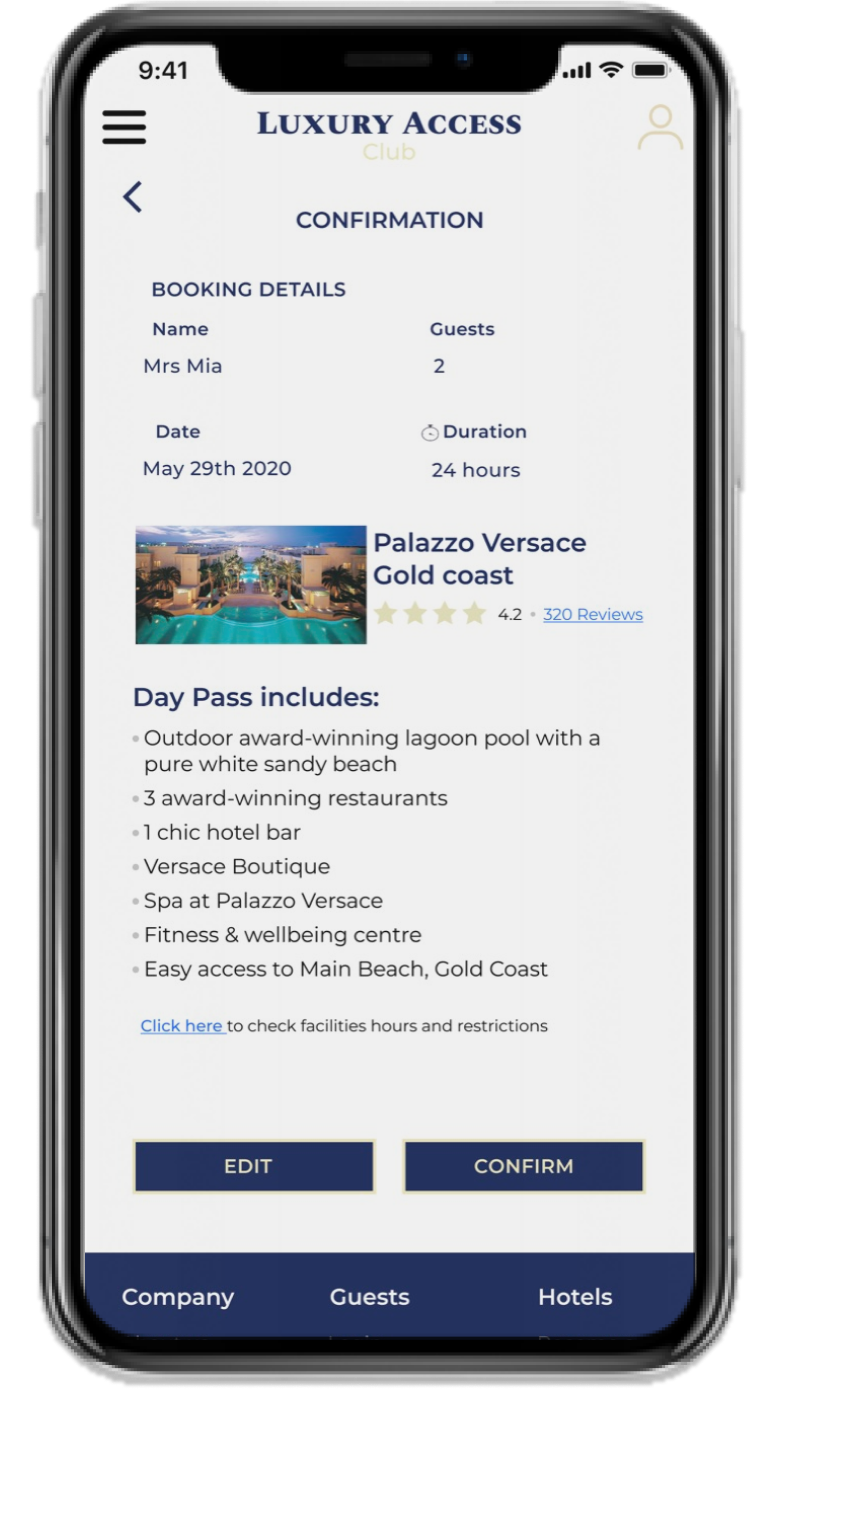 9:41
LUXURY ACCESS
Club
CONFIRMATION
BOOKING DETAILS
Name Guests
Mrs Mia 2
Date Duration
May 29th 2020 24 hours
Palazzo Versace
Gold coast
4.2 • 320 Reviews
Day Pass includes:
• Outdoor award-winning lagoon pool with a
pure white sandy beach
• 3 award-winning restaurants
• 1 chic hotel bar
• Versace Boutique
• Spa at Palazzo Versace
• Fitness & wellbeing centre
• Easy access to Main Beach, Gold Coast
Click here to check facilities hours and restrictions
EDIT CONFIRM
Company Guests Hotels